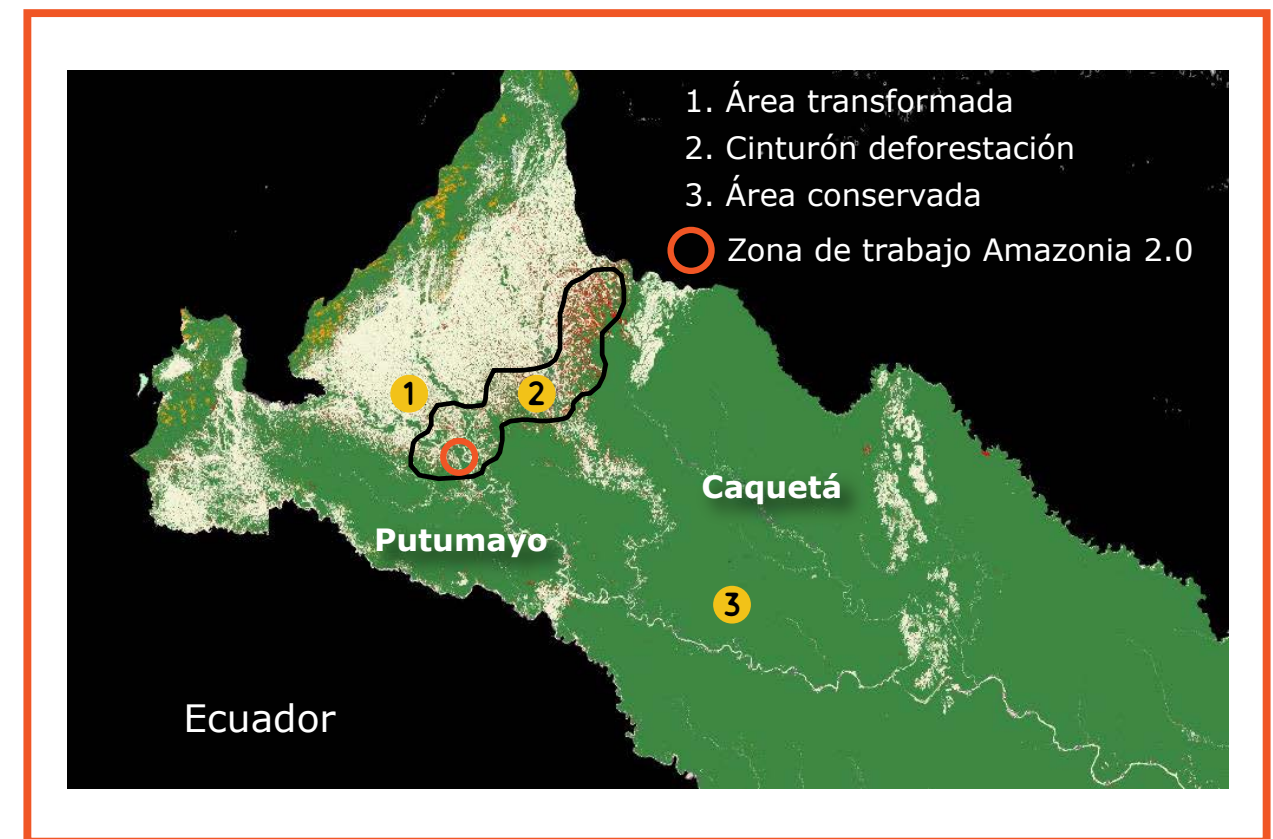 1. Área transformada
2. Cinturón deforestación
3. Área conservada
Zona de trabajo Amazonia 2.0
1
2
Caquetá
Putumayo
3
Ecuador